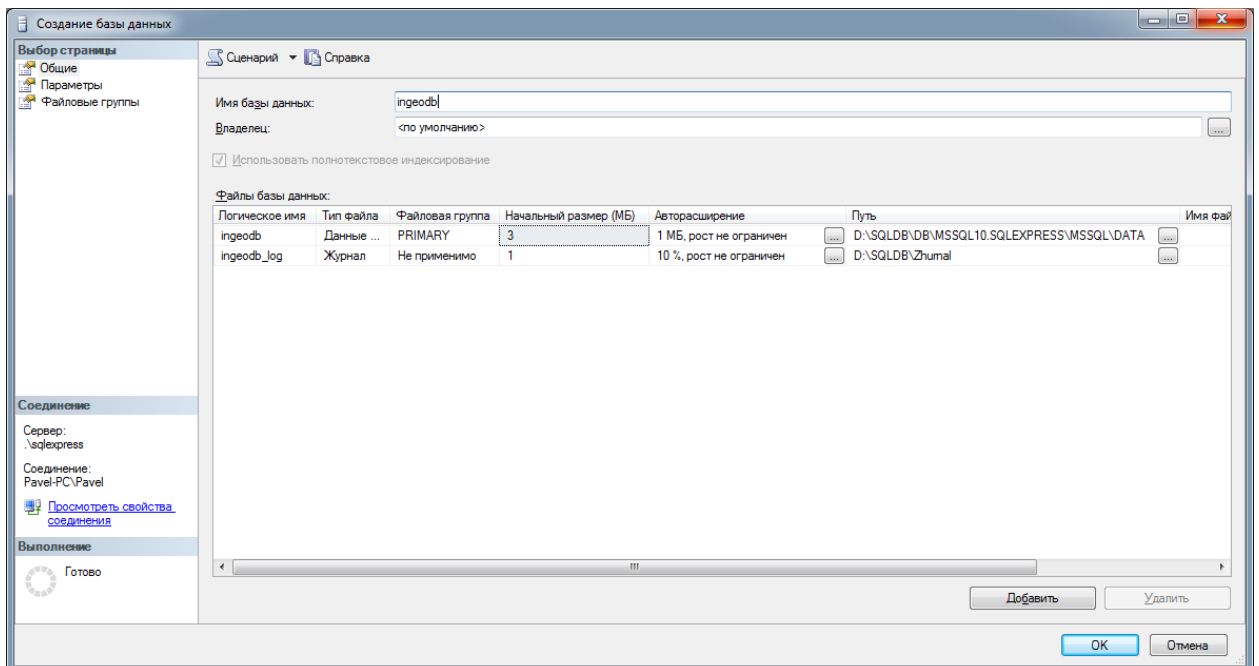 Создание базы данных
Выбор страницы
Общие
Параметры
Файловые группы
Сценарий Справка
Имя базы данных: ingeodb
Владелец: <по умолчанию> ...
Использовать полнотекстовое индексирование
Файлы базы данных:
Логическое имя Тип файла Файловая группа Начальный размер (МБ) Авторасширение Путь Имя фай
ingeodb Данные ... PRIMARY 3 1 МБ, рост не ограничен ... D:\SQLDB\DB\MSSQL10.SQLEXPRESS\MSSQL\DATA ...
ingeodb_log Журнал Не применимо 1 10 %, рост не ограничен ... D:\SQLDB\Zhurnal ...
Соединение
Сервер:
.\sqlexpress
Соединение:
Pavel-PC\Pavel
Просмотреть свойства
соединения
Выполнение
Готово
Добавить Удалить
OK Отмена